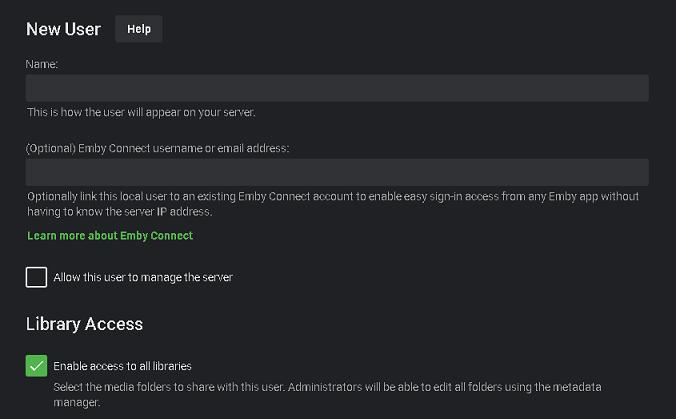 New User Help
Name:
This is how the user will appear on your server.
(Optional) Emby Connect username or email address:
Optionally link this local user to an existing Emby Connect account to enable easy sign-in access from any Emby app without
having to know the server IP address.
Learn more about Emby Connect
Allow this user to manage the server
Library Access
Enable access to all libraries
Select the media folders to share with this user. Administrators will be able to edit all folders using the metadata
manager.